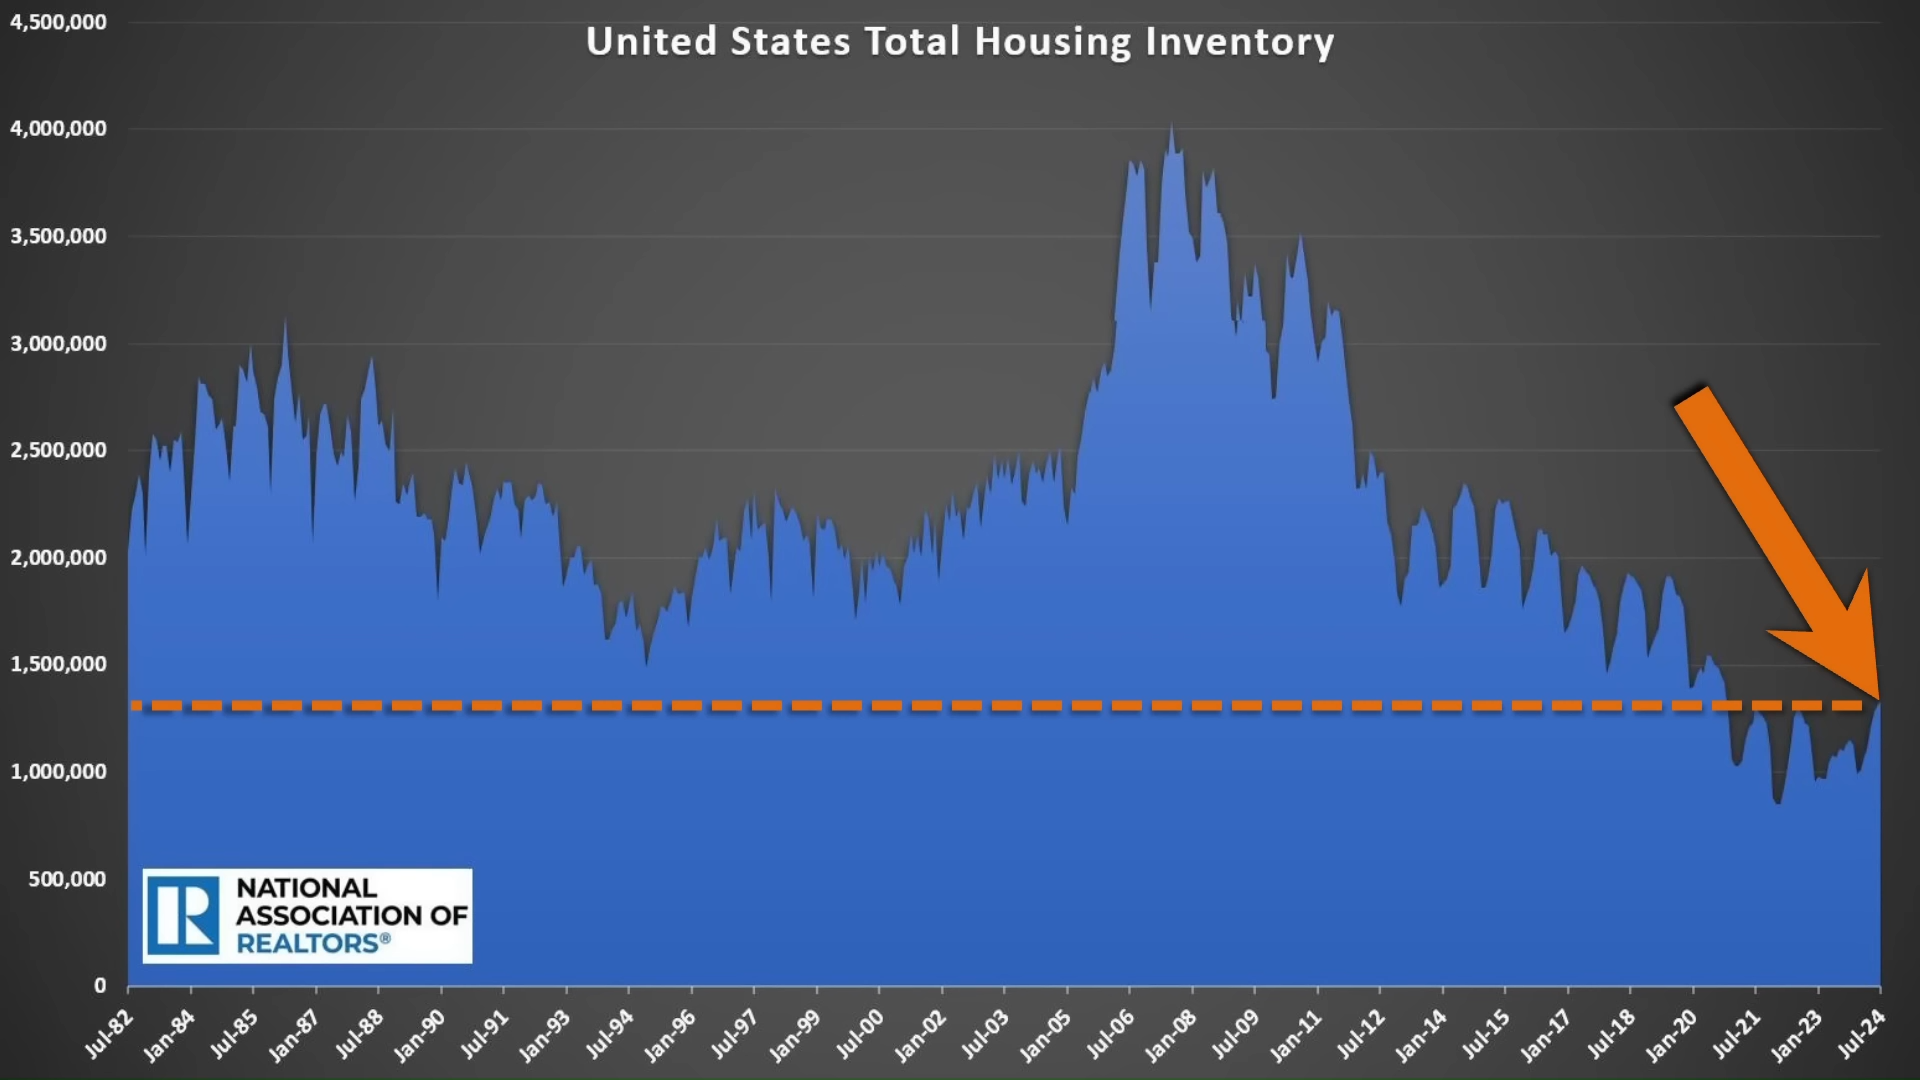 United States Total Housing Inventory
4,500,000
4,000,000
3,500,000
3,000,000
2,500,000
2,000,000
1,500,000
1,000,000
500,000
0
R
NATIONAL
ASSOCIATION OF
REALTORS®
Jul-82 Jan-84 Jul-85 Jan-87 Jul-88 Jan-90 Jul-91 Jan-93 Jul-94 Jan-96 Jul-97 Jan-99 Jul-00 Jan-02 Jul-03 Jan-05 Jul-06 Jan-08 Jul-09 Jan-11 Jul-12 Jan-14 Jul-15 Jan-17 Jul-18 Jan-20 Jul-21 Jan-23 Jul-24